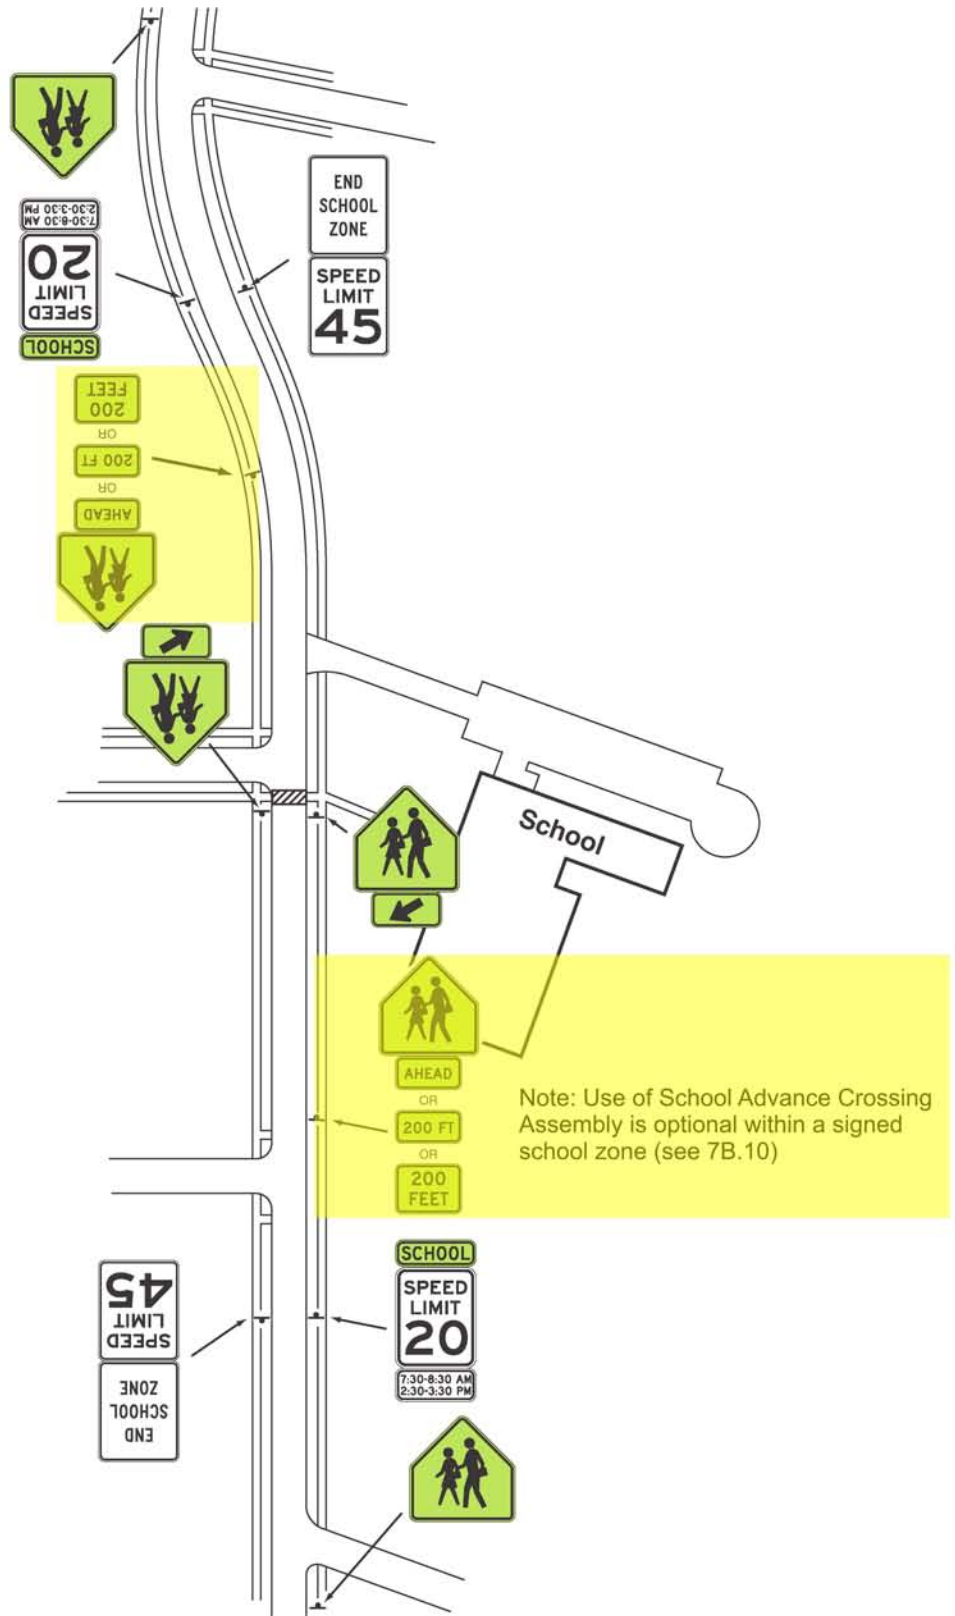 END
SCHOOL
ZONE
SPEED
LIMIT
45
7:30-8:30 AM
2:30-3:30 PM
20
LIMIT
SPEED
SCHOOL
200
FEET
OR
200 FT
OR
AHEAD
School
AHEAD
OR
200 FT
OR
200
FEET
Note: Use of School Advance Crossing
Assembly is optional within a signed
school zone (see 7B.10)
SCHOOL
SPEED
LIMIT
20
7:30-8:30 AM
2:30-3:30 PM
END
SCHOOL
ZONE
SPEED
LIMIT
45